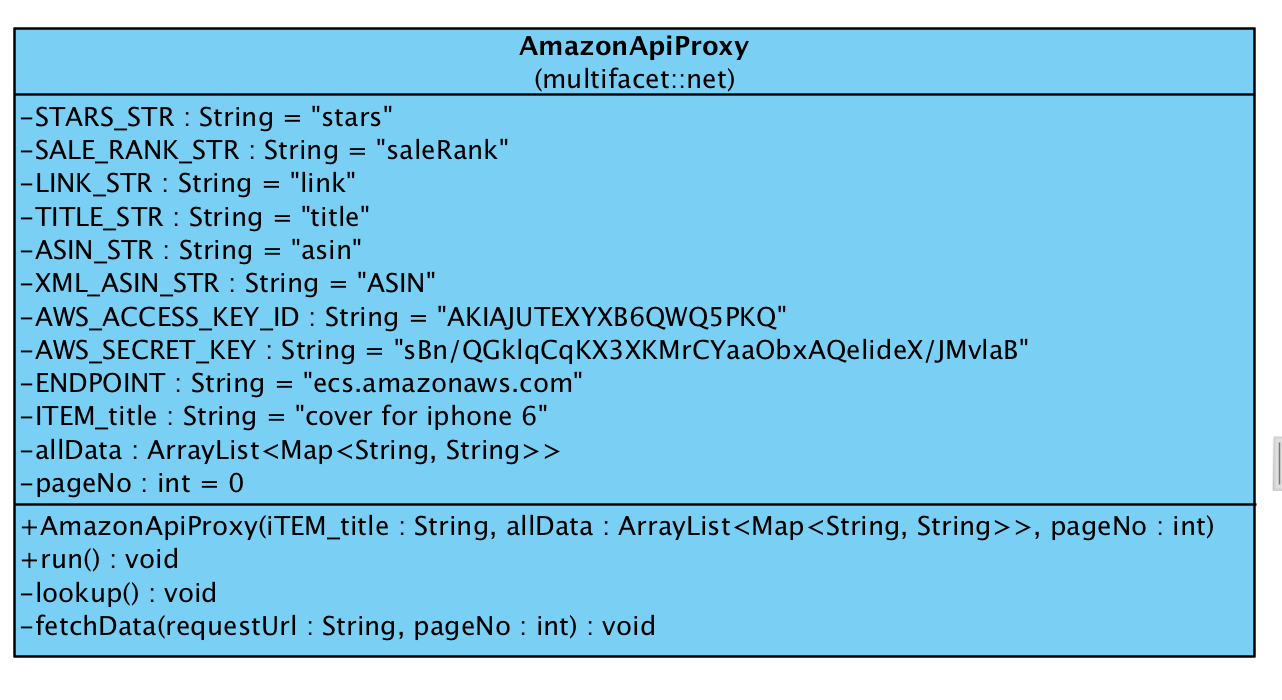 AmazonApiProxy
(multifacet::net)
-STARS_STR : String = "stars"
-SALE_RANK_STR : String = "saleRank"
-LINK_STR : String = "link"
-TITLE_STR : String = "title"
-ASIN_STR : String = "asin"
-XML_ASIN_STR : String = "ASIN"
-AWS_ACCESS_KEY_ID : String = "AKIAJUTEXYXB6QWQ5PKQ"
-AWS_SECRET_KEY : String = "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"
-ENDPOINT : String = "ecs.amazonaws.com"
-ITEM_title : String = "cover for iphone 6"
-allData : ArrayList<Map<String, String>>
-pageNo : int = 0
+AmazonApiProxy(iTEM_title : String, allData : ArrayList<Map<String, String>>, pageNo : int)
+run() : void
-lookup() : void
-fetchData(requestUrl : String, pageNo : int) : void